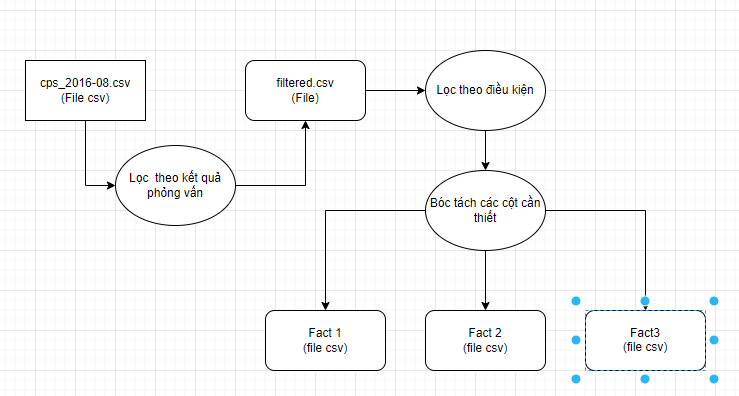 cps_2016-08.csv
(File csv)
filtered.csv
(File)
Lọc theo điều kiện
Lọc  theo kết quả
phỏng vấn
Bóc tách các cột cần
thiết
Fact 1
(file csv)
Fact 2
(file csv)
Fact3
(file csv)